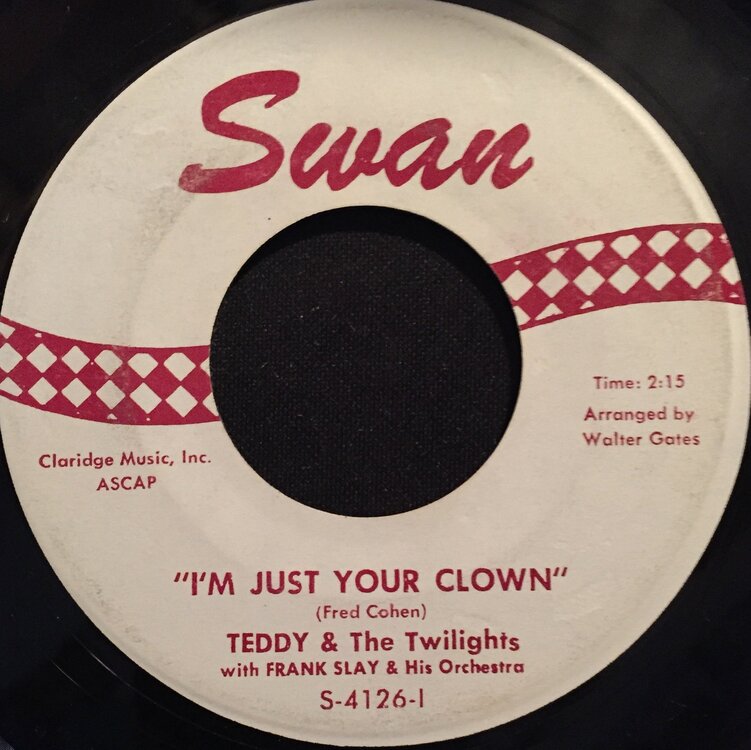 Swan
Time: 2:15
Arranged by
Walter Gates
Claridge Music, Inc.
ASCAP
"I'M JUST YOUR CLOWN"
(Fred Cohen)
TEDDY & The Twilights
with FRANK SLAY & His Orchestra
S-4126-I